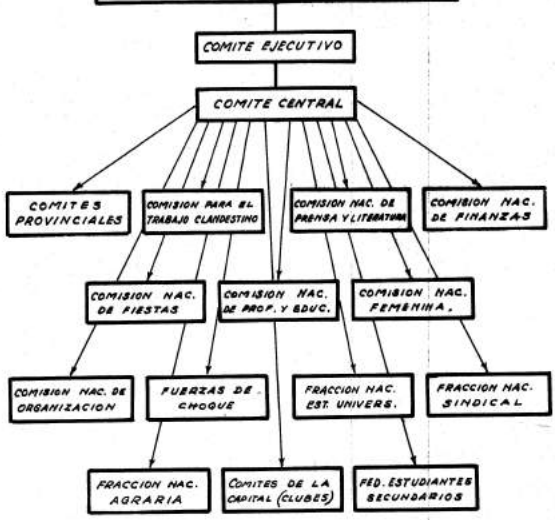 COMITE EJECUTIVO
COMITE CENTRAL
COMITES
PROVINCIALES
COMISION PARA EL
TRABAJO CLANDESTINO
COMISION NAC. DE
PRENSA Y LITERATURA
COMISION NAC.
DE FINANZAS
COMISION NAC.
DE FIESTAS
COMISION NAC.
DE PROF. Y EDUC.
COMISION NAC.
FEMENINA.
COMISION NAC. DE
ORGANIZACION
FUERZAS DE
CHOQUE
FRACCION NAC.
EST. UNIVERS.
FRACCION NAC.
SINDICAL
FRACCION NAC.
AGRARIA
COMITES DE LA
CAPITAL (CLUBES)
FED. ESTUDIANTES
SECUNDARIOS